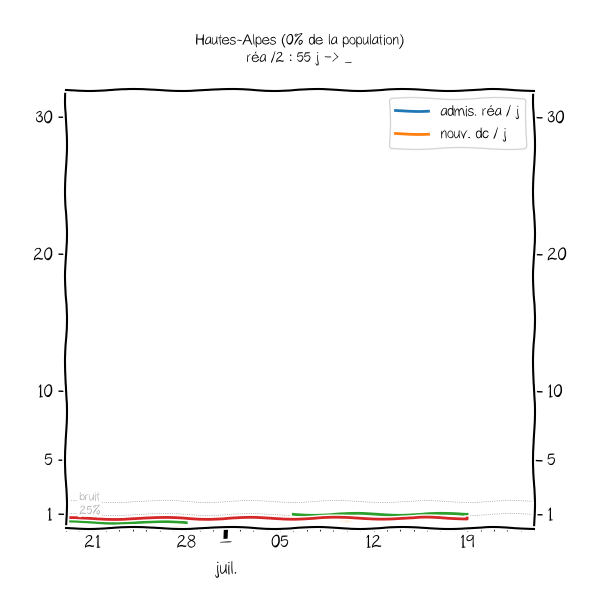 Hautes-Alpes (0% de la population)
réa /2 : 55 j -> _
admis. réa / j
nouv. dc / j
30
30
20
20
10
10
5
5
bruit
25%
1
1
21
28
05
12
19
juil.